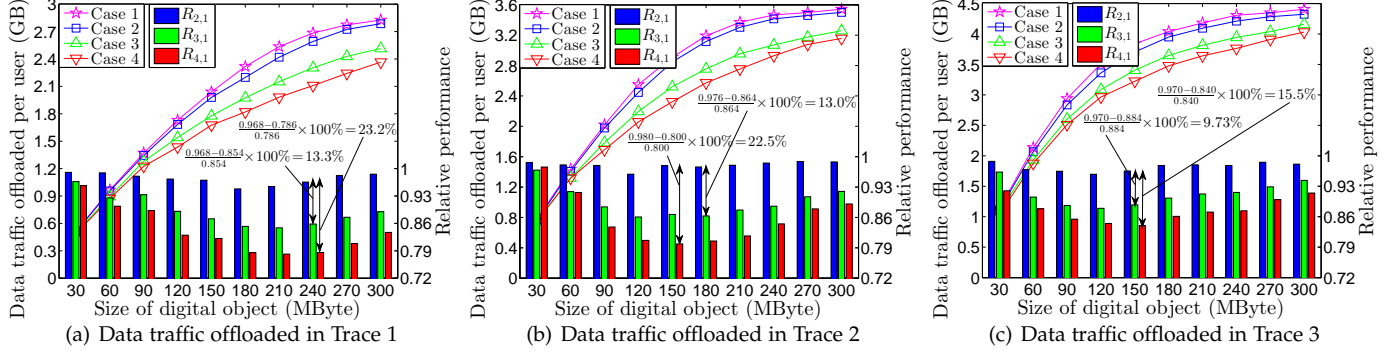 Data traffic offloaded per user (GB)
3
2.7
2.4
2.1
1.8
1.5
1.2
0.9
0.6
0.3
0
Case 1
Case 2
Case 3
Case 4
R2,1
R3,1
R4,1
(0.968−0.786)/0.786 ×100%=23.2%
(0.968−0.854)/0.854 ×100%=13.3%
1
0.93
0.86
0.79
0.72
Relative performance
30 60 90 120 150 180 210 240 270 300
Size of digital object (MByte)
(a) Data traffic offloaded in Trace 1
Data traffic offloaded per user (GB)
3.6
3.2
2.8
2.4
2
1.6
1.2
0.8
0.4
0
Case 1
Case 2
Case 3
Case 4
R2,1
R3,1
R4,1
(0.976−0.864)/0.864 ×100%=13.0%
(0.980−0.800)/0.800 ×100%=22.5%
1
0.93
0.86
0.79
0.72
Relative performance
30 60 90 120 150 180 210 240 270 300
Size of digital object (MByte)
(b) Data traffic offloaded in Trace 2
Data traffic offloaded per user (GB)
4.5
4
3.5
3
2.5
2
1.5
1
0.5
0
Case 1
Case 2
Case 3
Case 4
R2,1
R3,1
R4,1
(0.970−0.840)/0.840 ×100%=15.5%
(0.970−0.884)/0.884 ×100%=9.73%
1
0.93
0.86
0.79
0.72
Relative performance
30 60 90 120 150 180 210 240 270 300
Size of digital object (MByte)
(c) Data traffic offloaded in Trace 3